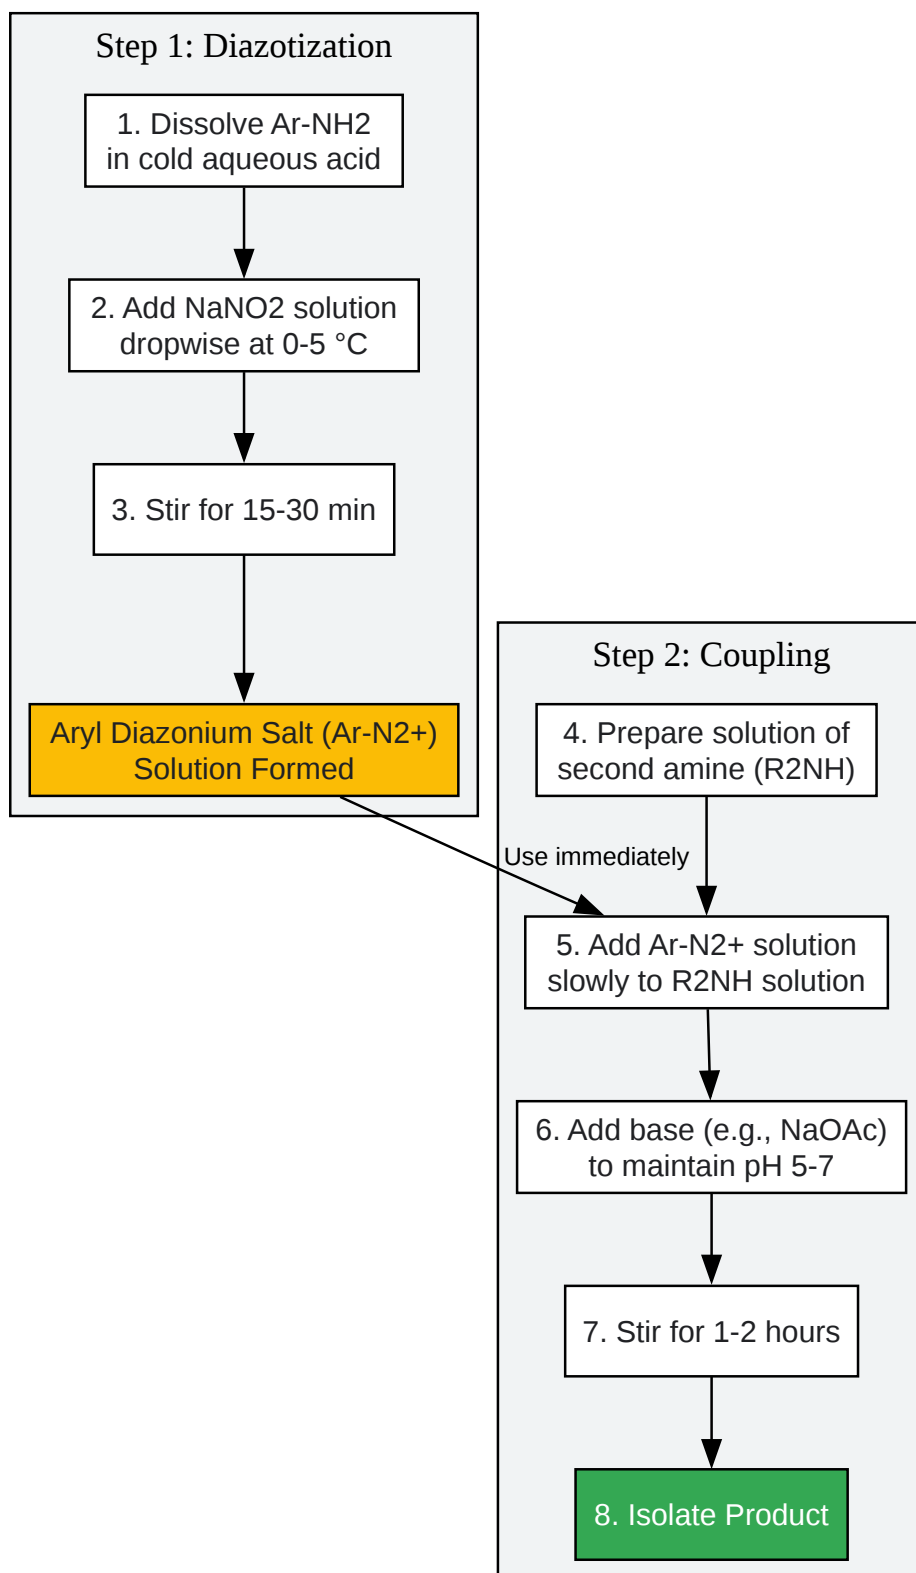 Step 1: Diazotization
1. Dissolve Ar-NH2
in cold aqueous acid
2. Add NaNO2 solution
dropwise at 0-5 °C
3. Stir for 15-30 min
Aryl Diazonium Salt (Ar-N2+)
Solution Formed
Step 2: Coupling
4. Prepare solution of
second amine (R2NH)
Use immediately
5. Add Ar-N2+ solution
slowly to R2NH solution
6. Add base (e.g., NaOAc)
to maintain pH 5-7
7. Stir for 1-2 hours
8. Isolate Product